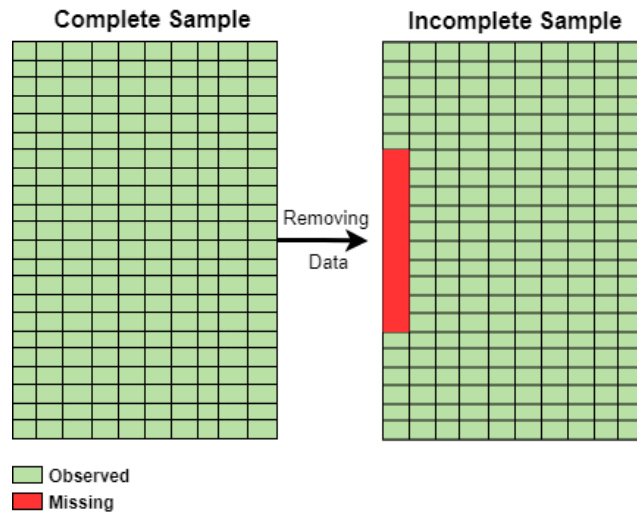 Complete Sample
Incomplete Sample
Removing
Data
Observed
Missing